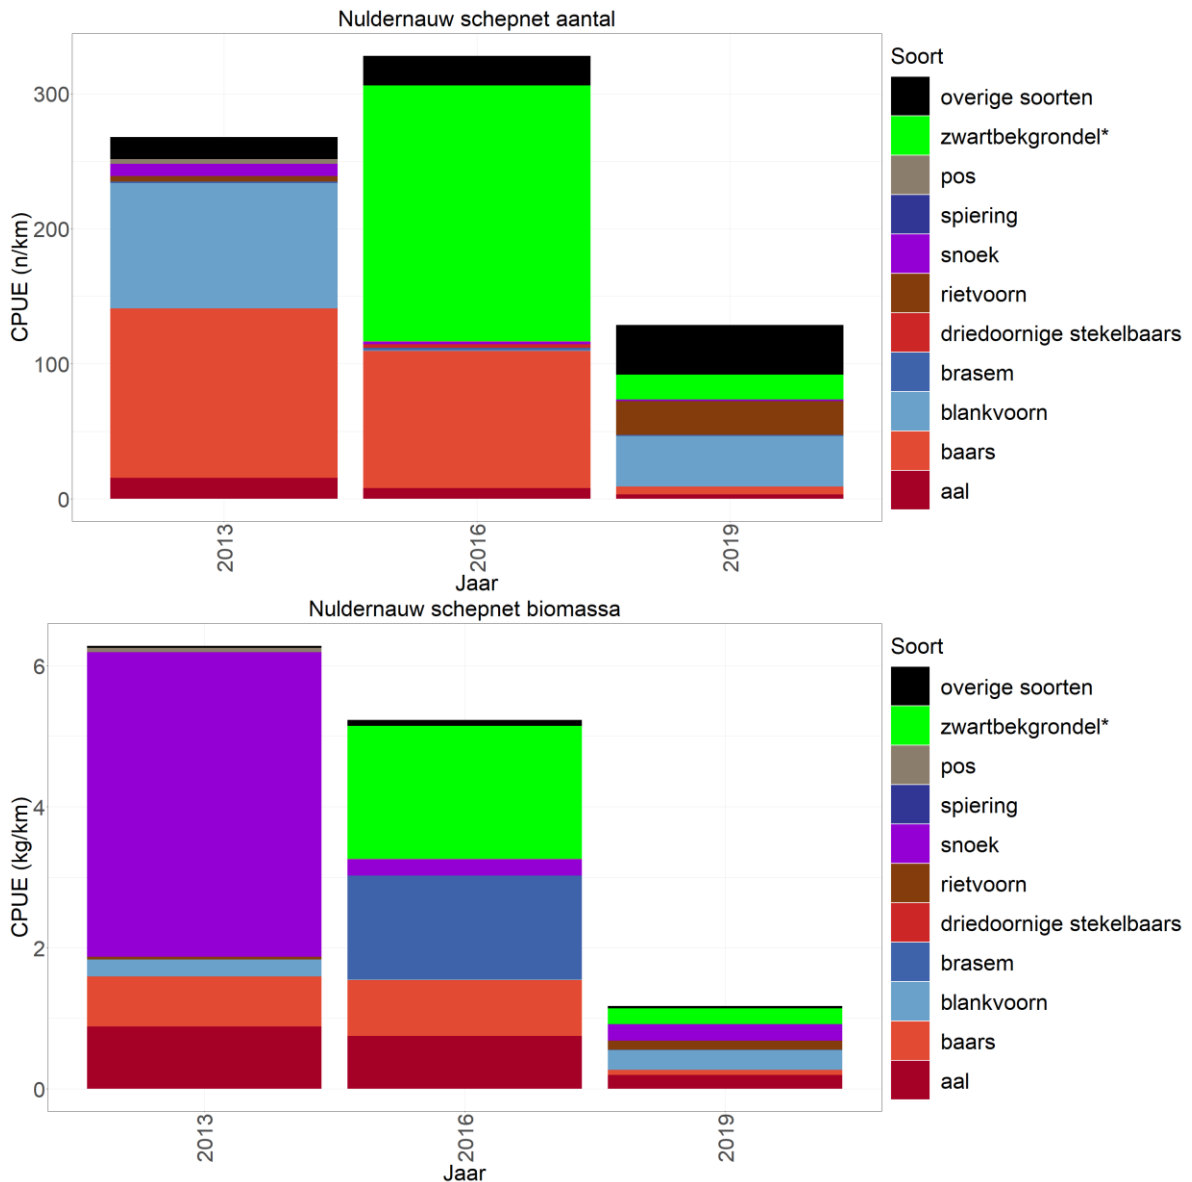 Nuldernauw schepnet aantal
CPUE (n/km)
300
200
100
0
2013
2016
2019
Jaar
Soort
overige soorten
zwartbekgrondel*
pos
spiering
snoek
rietvoorn
driedoornige stekelbaars
brasem
blankvoorn
baars
aal
Nuldernauw schepnet biomassa
CPUE (kg/km)
6
4
2
0
2013
2016
2019
Jaar
Soort
overige soorten
zwartbekgrondel*
pos
spiering
snoek
rietvoorn
driedoornige stekelbaars
brasem
blankvoorn
baars
aal